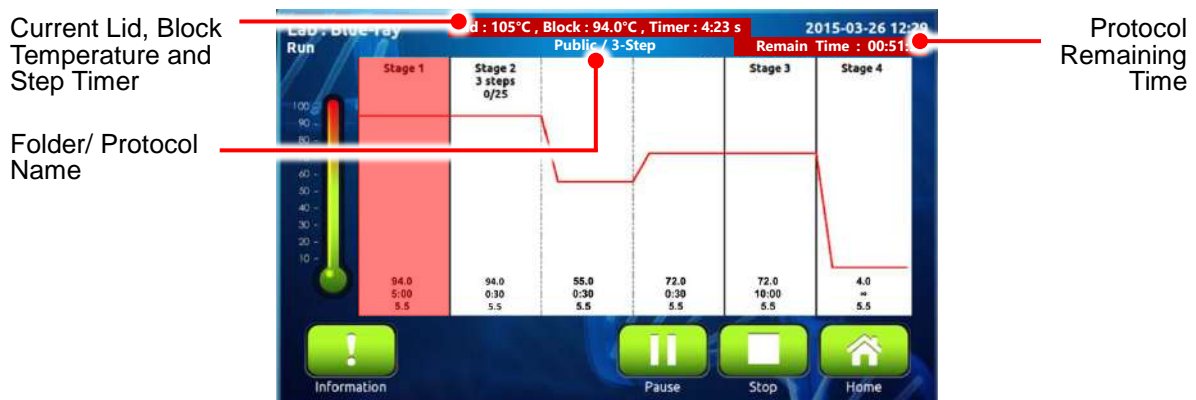 Current Lid, Block
Temperature and
Step Timer
Folder/ Protocol
Name
Protocol
Remaining
Time
: 105°C , Block : 94.0°C , Timer : 4:23 s
2015-03-26 12:29
Run
Public / 3-Step
Remain Time : 00:51:
Stage 1
Stage 2
3 steps
0/25
Stage 3
Stage 4
100
90
80
60
50
40
30
20
10
94.0
5:00
5.5
94.0
0:30
5.5
55.0
0:30
5.5
72.0
0:30
5.5
72.0
10:00
5.5
4.0
∞
5.5
!
Information
Pause
Stop
Home